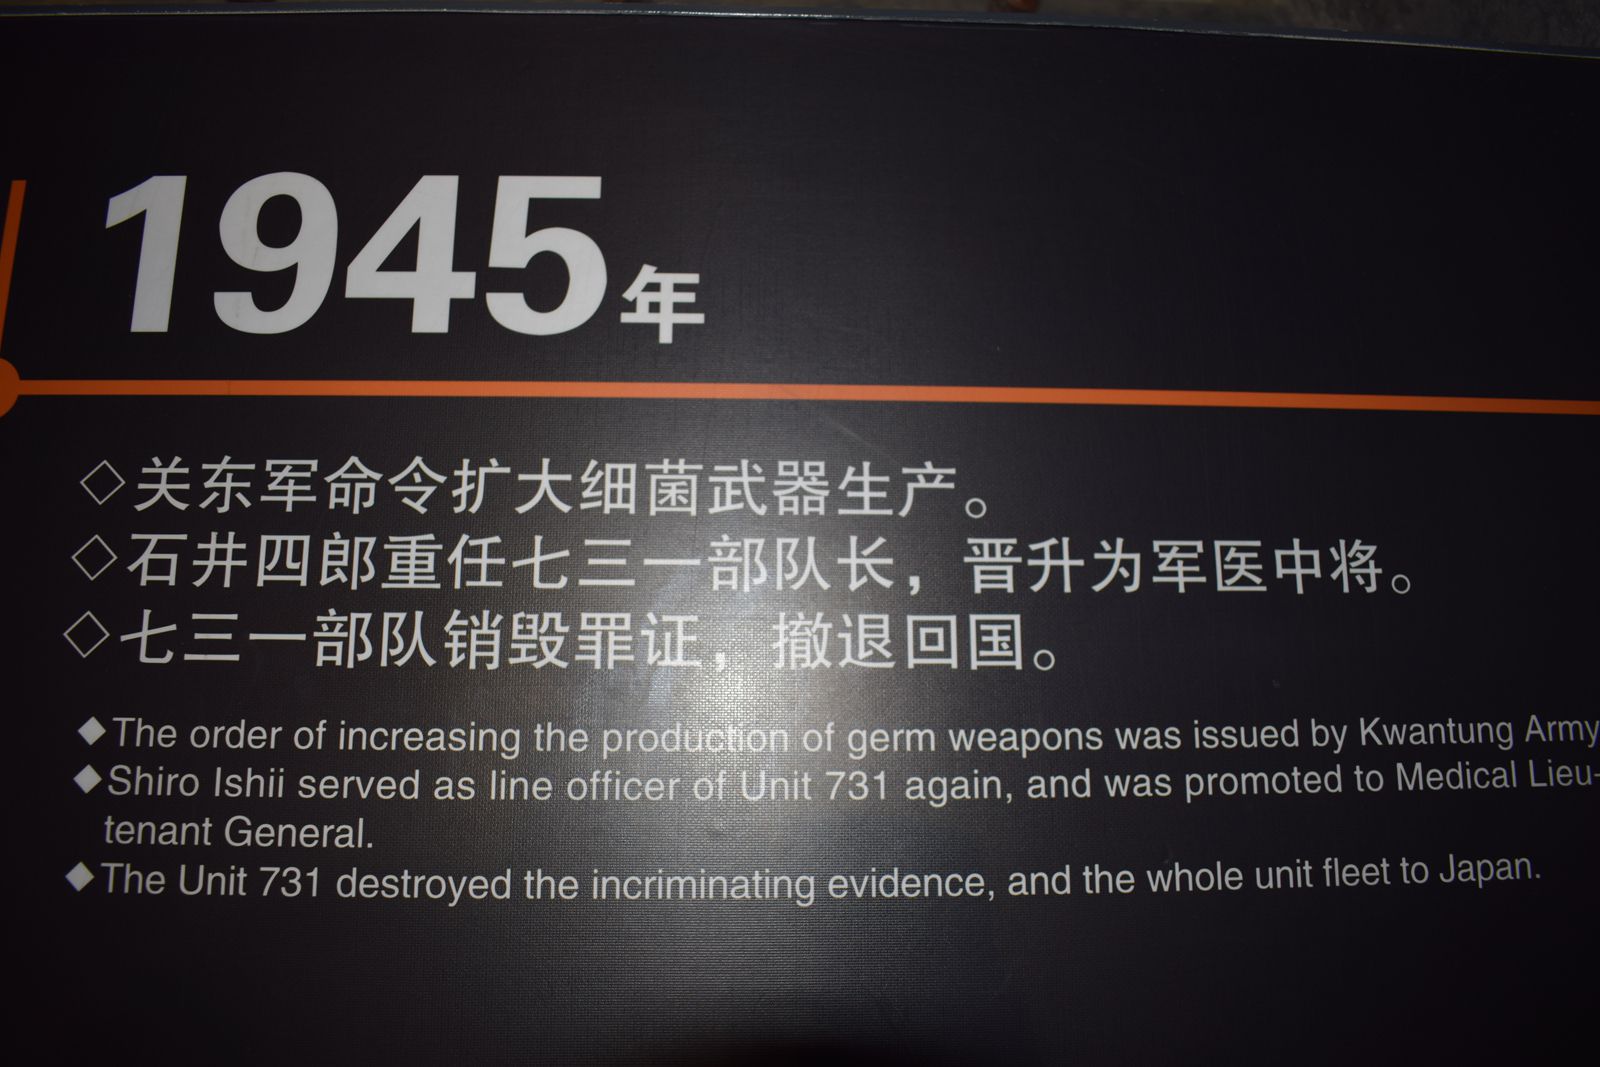 1945年
◇关东军命令扩大细菌武器生产。
◇石井四郎重任七三一部队长，晋升为军医中将。
◇七三一部队销毁罪证，撤退回国。
◆The order of increasing the production of germ weapons was issued by Kwantung Army
◆Shiro Ishii served as line officer of Unit 731 again, and was promoted to Medical Lieu-
tenant General.
◆The Unit 731 destroyed the incriminating evidence, and the whole unit fleet to Japan.